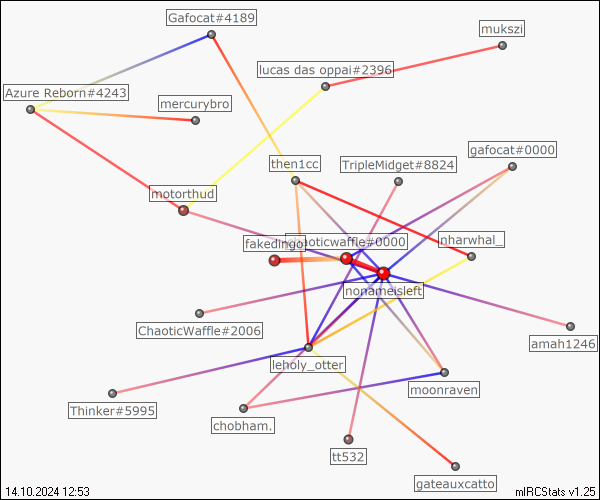 Gafocat#4189
mukszi
lucas das oppai#2396
Azure Reborn#4243
mercurybro
gafocat#0000
then1cc
TripleMidget#8824
motorthud
fakedingo
chaoticwaffle#0000
nharwhal_
nonameisleft
ChaoticWaffle#2006
amah1246
leholy_otter
moonraven
Thinker#5995
chobham.
tt532
gateauxcatto
14.10.2024 12:53
mIRCStats v1.25